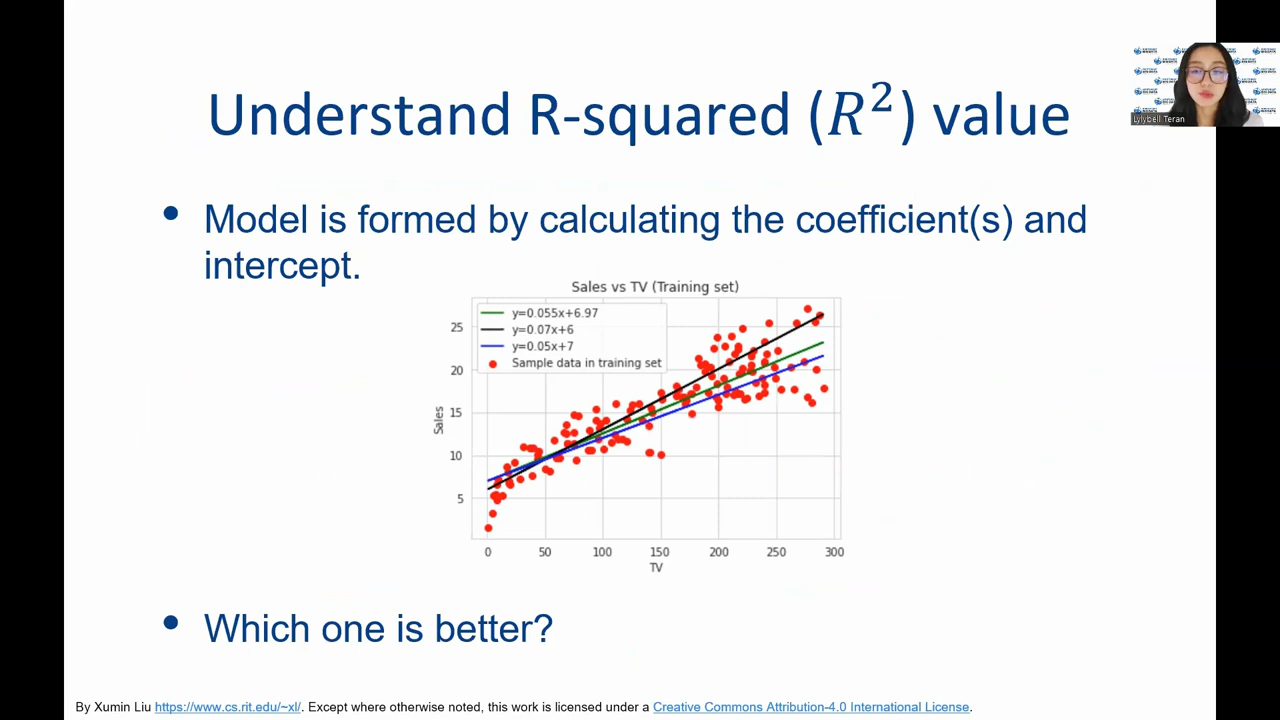 Understand R-squared (R²) value
Lylybell Teran
• Model is formed by calculating the coefficient(s) and
intercept.
Sales vs TV (Training set)
y=0.055x+6.97
y=0.07x+6
y=0.05x+7
Sample data in training set
25
20
15
10
5
Sales
0 50 100 150 200 250 300
TV
• Which one is better?
By Xumin Liu https://www.cs.rit.edu/~xl/. Except where otherwise noted, this work is licensed under a Creative Commons Attribution-4.0 International License.